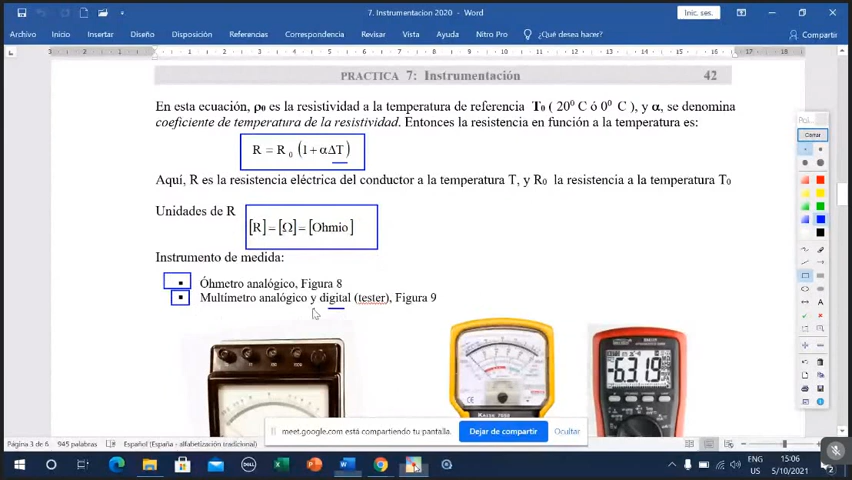 7. Instrumentacion 2020 - Word
Inic. ses.
Archivo Inicio Insertar Diseño Disposición Referencias Correspondencia Revisar Vista Ayuda Nitro Pro ¿Qué desea hacer? Compartir
PRACTICA 7: Instrumentación 42
En esta ecuación, ρ0 es la resistividad a la temperatura de referencia T₀ ( 20⁰ C ó 0⁰ C ), y α, se denomina
coeficiente de temperatura de la resistividad. Entonces la resistencia en función a la temperatura es:
R = R ₀ (1 + αΔT)
Aquí, R es la resistencia eléctrica del conductor a la temperatura T, y R₀ la resistencia a la temperatura T₀
Unidades de R [R] = [Ω] = [Ohmio ]
Instrumento de medida:
▪ Óhmetro analógico, Figura 8
▪ Multímetro analógico y digital (tester), Figura 9
Cerrar
meet.google.com está compartiendo tu pantalla. Dejar de compartir Ocultar
Página 3 de 6 945 palabras Español (España - alfabetización tradicional)
ENG 15:06
US 5/10/2021